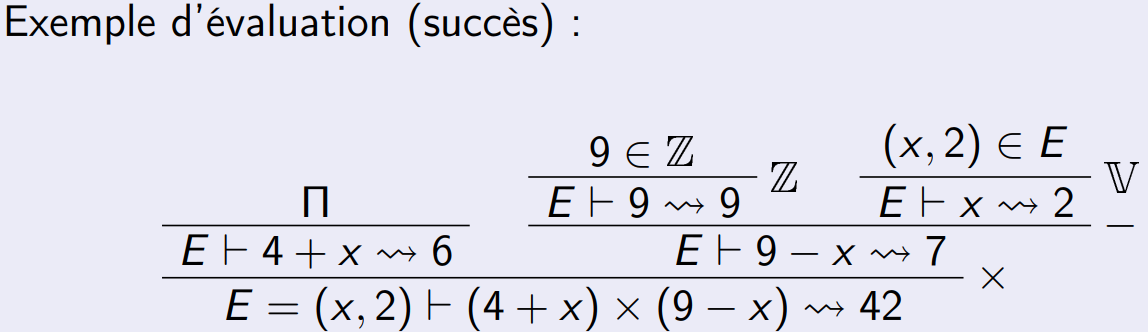 Exemple d'évaluation (succès) :
9 ∈ ℤ (x, 2) ∈ E
Π E ⊢ 9 ⇝ 9 ℤ E ⊢ x ⇝ 2 𝕍
E ⊢ 4 + x ⇝ 6 E ⊢ 9 − x ⇝ 7 −
E = (x, 2) ⊢ (4 + x) × (9 − x) ⇝ 42 ×